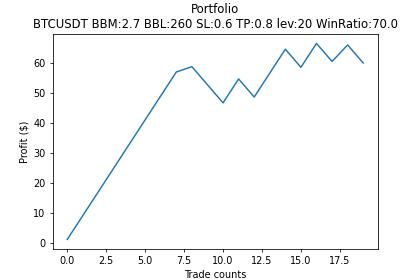 Portfolio
BTCUSDT BBM:2.7 BBL:260 SL:0.6 TP:0.8 lev:20 WinRatio:70.0
Profit ($)
60
50
40
30
20
10
0
0.0 2.5 5.0 7.5 10.0 12.5 15.0 17.5
Trade counts